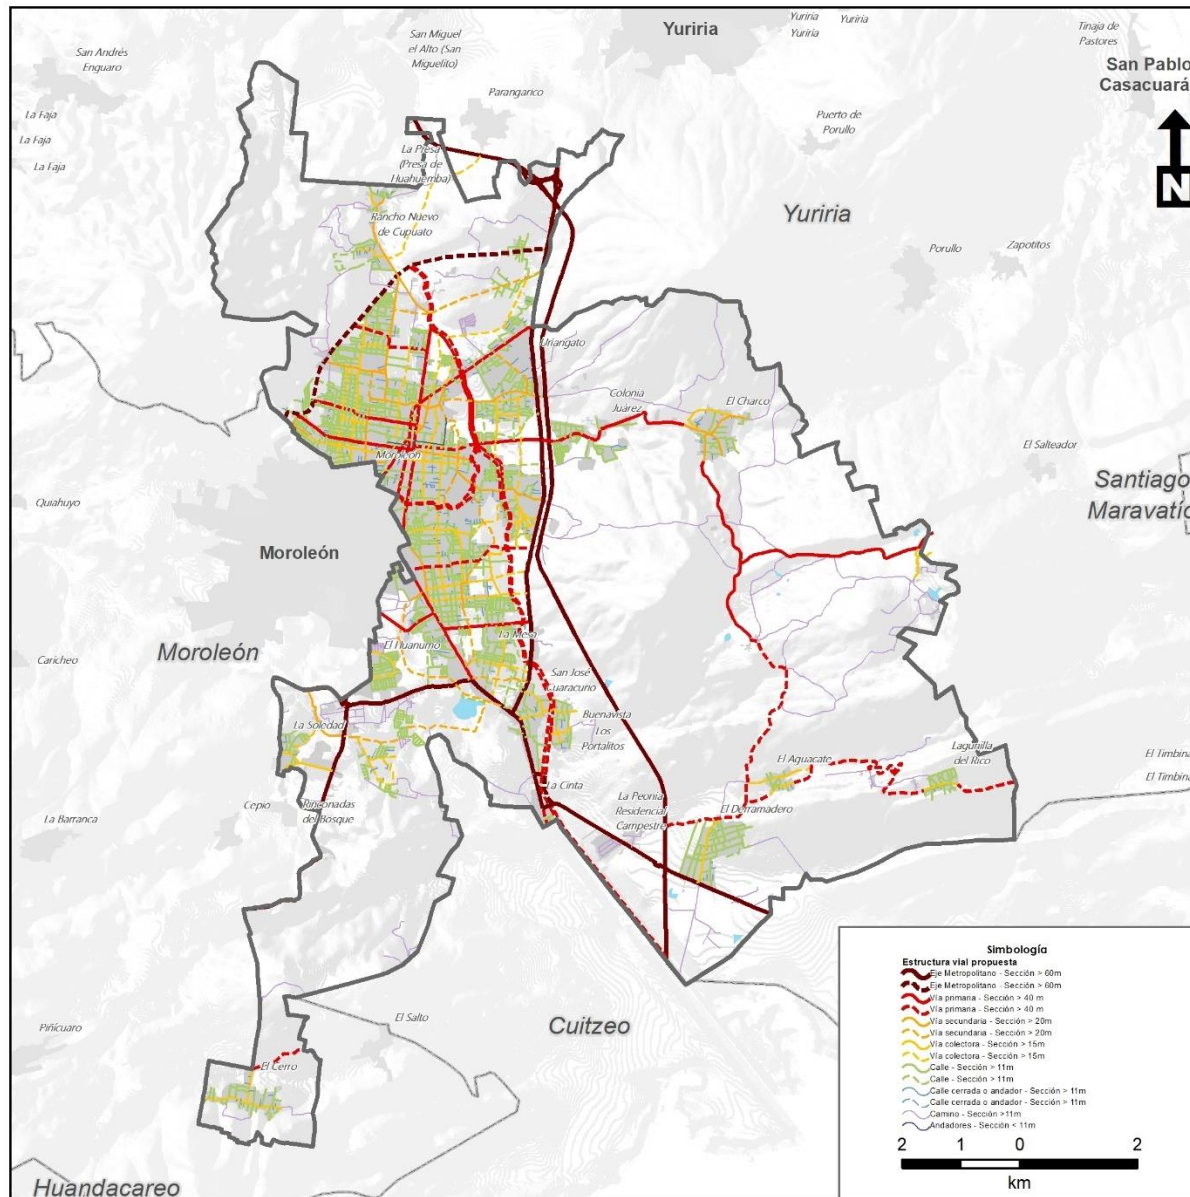 Yuriria
Yuriria
Yuriria
Yuriria
Tinaja de
Pastores
San Andrés
Enguaro
San Miguel
el Alto (San
Miguelito)
San Pablo
Casacuarán
Parangarico
La Faja
La Faja
La Faja
Puerto de
Porullo
La Presa
(Presa de
Huahuemba)
N
Rancho Nuevo
de Cupuato
Yuriria
Porullo
Zapotitos
Uriangato
Colonia
Juárez
El Charco
El Salteador
Moroleón
Santiago
Maravatío
Quiahuyo
Moroleón
La Mesa
El Huanumo
Moroleón
Caricheo
San José
Cuaracurio
Buenavista
Los
Portalitos
La Soledad
Lagunilla
del Rico
El Aguacate
El Timbina
El Timbina
La Cinta
La Peonia
Residencial
Campestre
El Derramadero
Cepio
Rinconadas
del Bosque
La Barranca
El Salto
Piñícuaro
Cuitzeo
El Cerro
Huandacareo
Simbología
Estructura vial propuesta
Eje Metropolitano - Sección > 60m
Eje Metropolitano - Sección > 60m
Vía primaria - Sección > 40 m
Vía primaria - Sección > 40 m
Vía secundaria - Sección > 20m
Vía secundaria - Sección > 20m
Vía colectora - Sección > 15m
Vía colectora - Sección > 15m
Calle - Sección > 11m
Calle - Sección > 11m
Calle cerrada o andador - Sección > 11m
Calle cerrada o andador - Sección > 11m
Camino - Sección >11m
Andadores - Sección < 11m
2 1 0 2
km